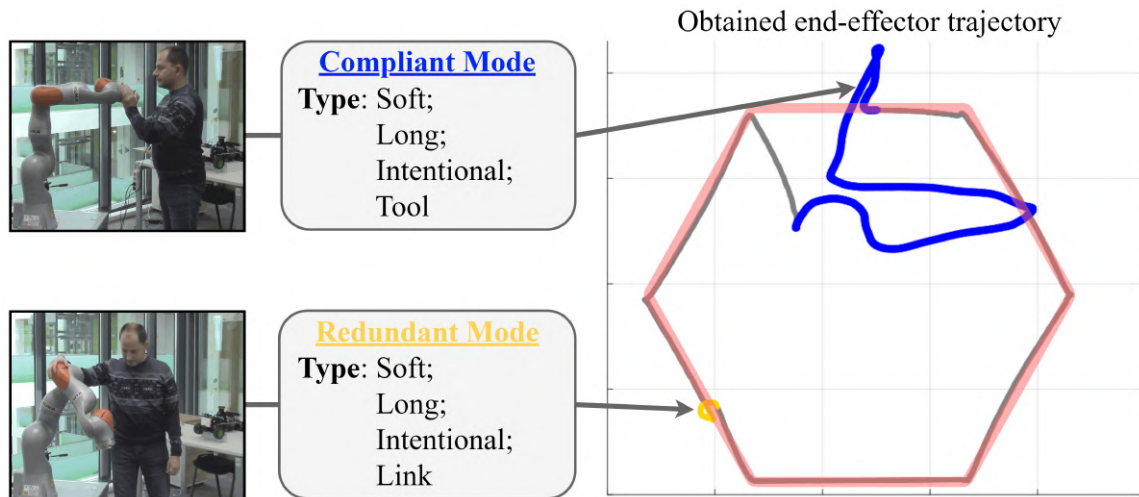 Obtained end-effector trajectory
Compliant Mode
Type: Soft;
Long;
Intentional;
Tool
Redundant Mode
Type: Soft;
Long;
Intentional;
Link